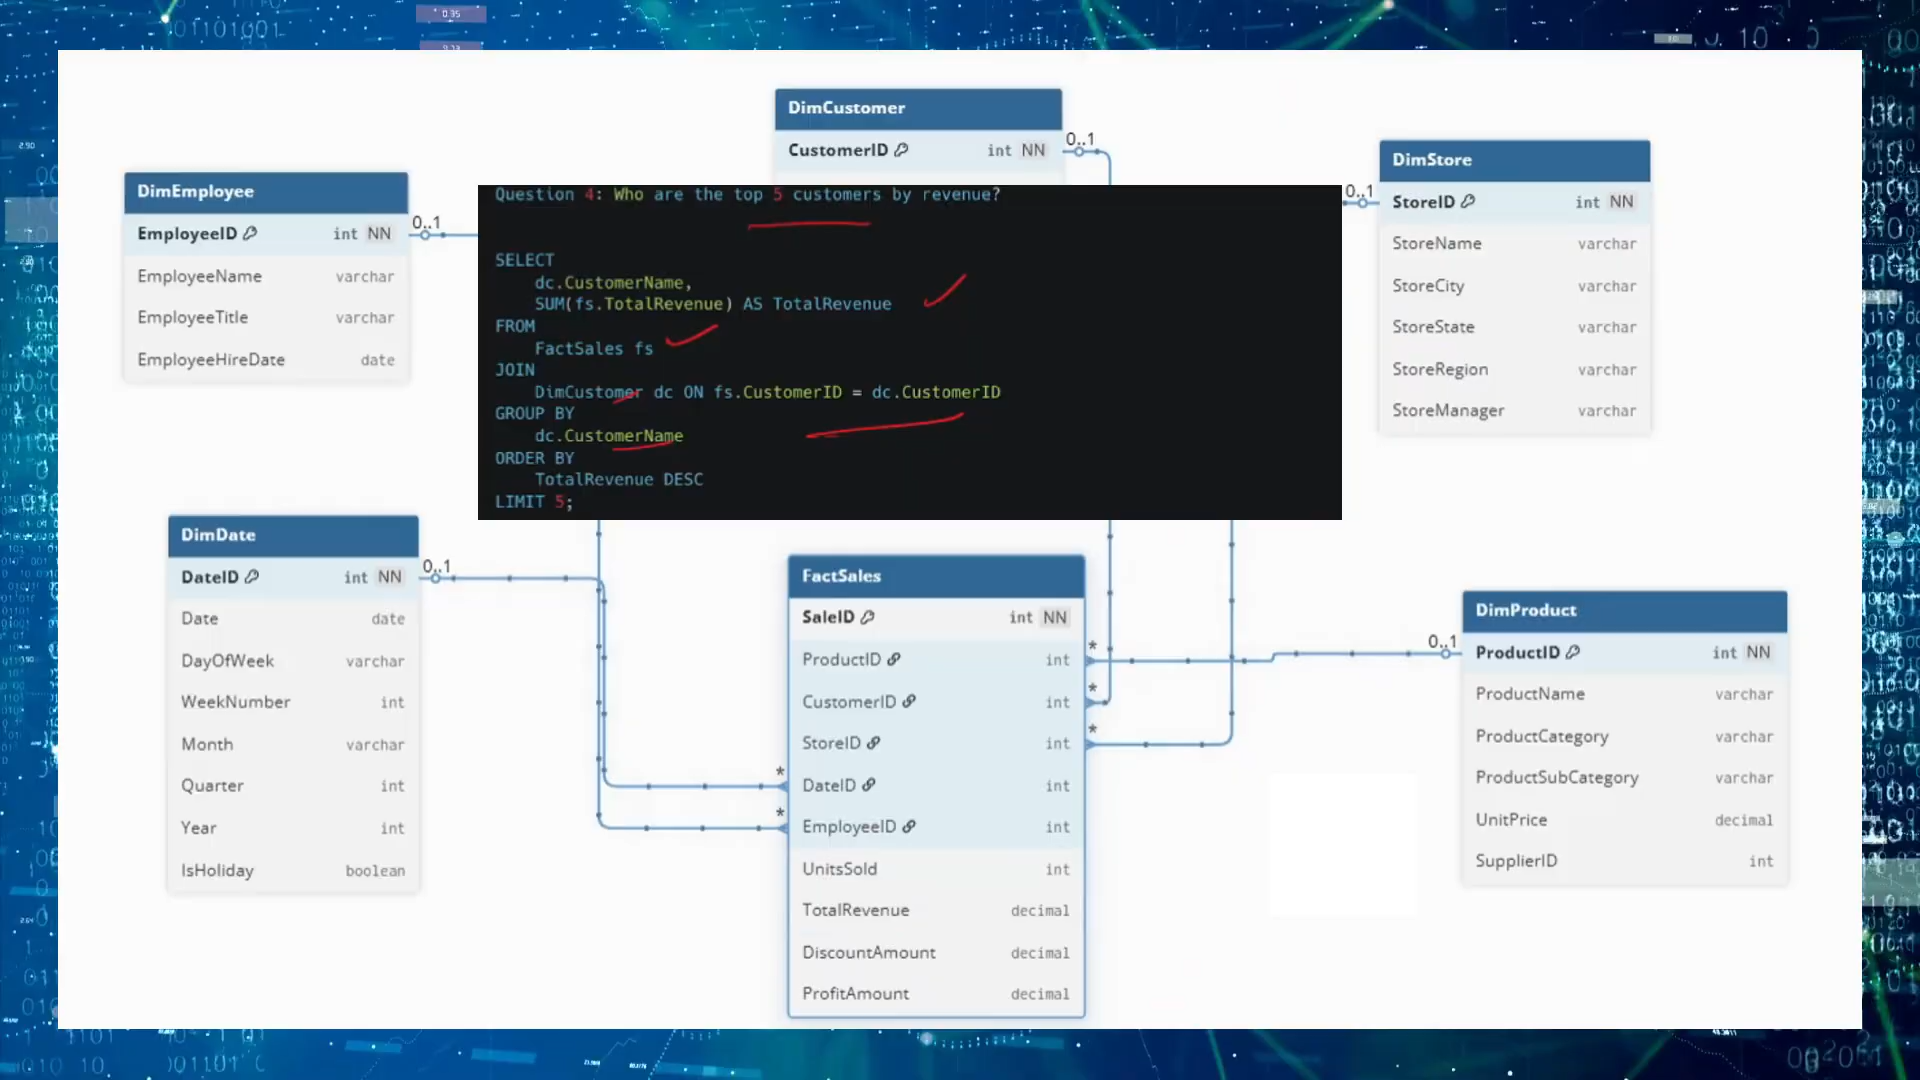 DimCustomer
CustomerID int NN
0..1
DimStore
StoreID int NN
0..1
StoreName varchar
StoreCity varchar
StoreState varchar
StoreRegion varchar
StoreManager varchar
DimEmployee
EmployeeID int NN
0..1
EmployeeName varchar
EmployeeTitle varchar
EmployeeHireDate date
Question 4: Who are the top 5 customers by revenue?
SELECT
dc.CustomerName,
SUM(fs.TotalRevenue) AS TotalRevenue
FROM
FactSales fs
JOIN
DimCustomer dc ON fs.CustomerID = dc.CustomerID
GROUP BY
dc.CustomerName
ORDER BY
TotalRevenue DESC
LIMIT 5;
DimDate
DateID int NN
0..1
Date date
DayOfWeek varchar
WeekNumber int
Month varchar
Quarter int
Year int
IsHoliday boolean
FactSales
SaleID int NN
ProductID int *
CustomerID int *
StoreID int *
* DateID int
* EmployeeID int
UnitsSold int
TotalRevenue decimal
DiscountAmount decimal
ProfitAmount decimal
DimProduct
0..1
ProductID int NN
ProductName varchar
ProductCategory varchar
ProductSubCategory varchar
UnitPrice decimal
SupplierID int